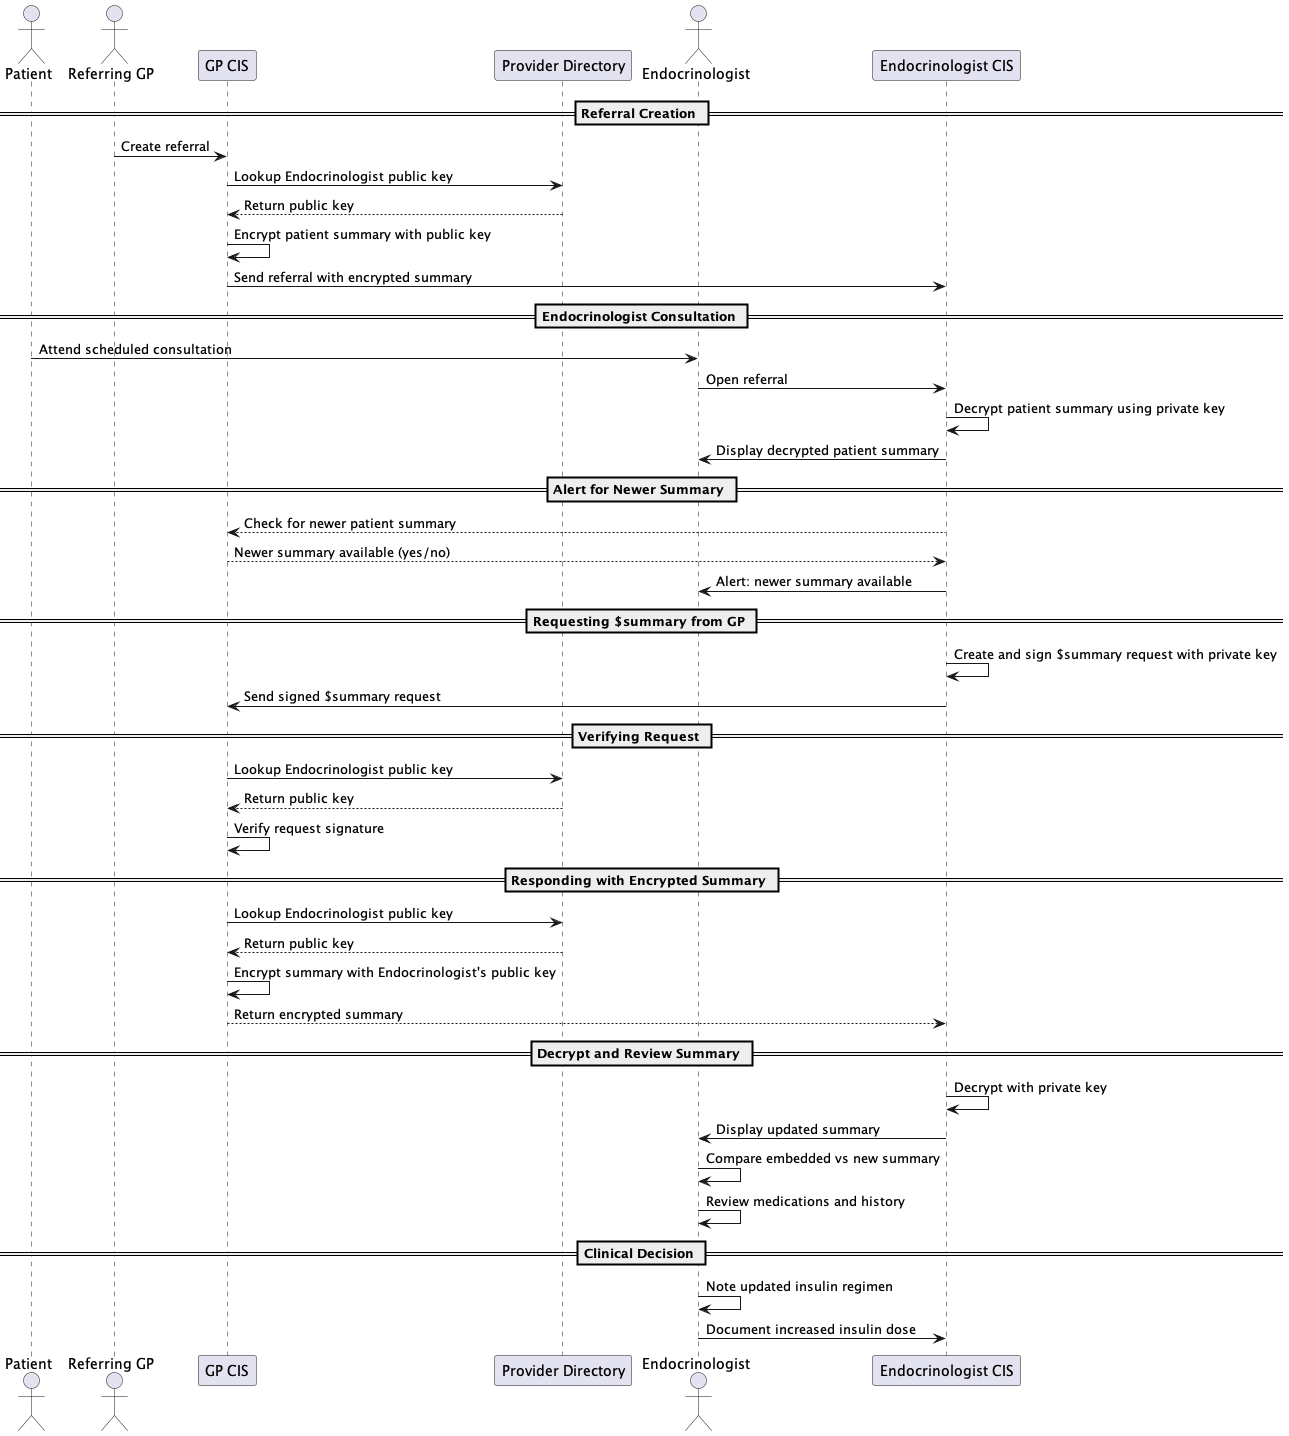 Patient
Referring GP
GP CIS
Provider Directory
Endocrinologist
Endocrinologist CIS
Referral Creation
Create referral
Lookup Endocrinologist public key
Return public key
Encrypt patient summary with public key
Send referral with encrypted summary
Endocrinologist Consultation
Attend scheduled consultation
Open referral
Decrypt patient summary using private key
Display decrypted patient summary
Alert for Newer Summary
Check for newer patient summary
Newer summary available (yes/no)
Alert: newer summary available
Requesting $summary from GP
Create and sign $summary request with private key
Send signed $summary request
Verifying Request
Lookup Endocrinologist public key
Return public key
Verify request signature
Responding with Encrypted Summary
Lookup Endocrinologist public key
Return public key
Encrypt summary with Endocrinologist's public key
Return encrypted summary
Decrypt and Review Summary
Decrypt with private key
Display updated summary
Compare embedded vs new summary
Review medications and history
Clinical Decision
Note updated insulin regimen
Document increased insulin dose
Patient
Referring GP
GP CIS
Provider Directory
Endocrinologist
Endocrinologist CIS